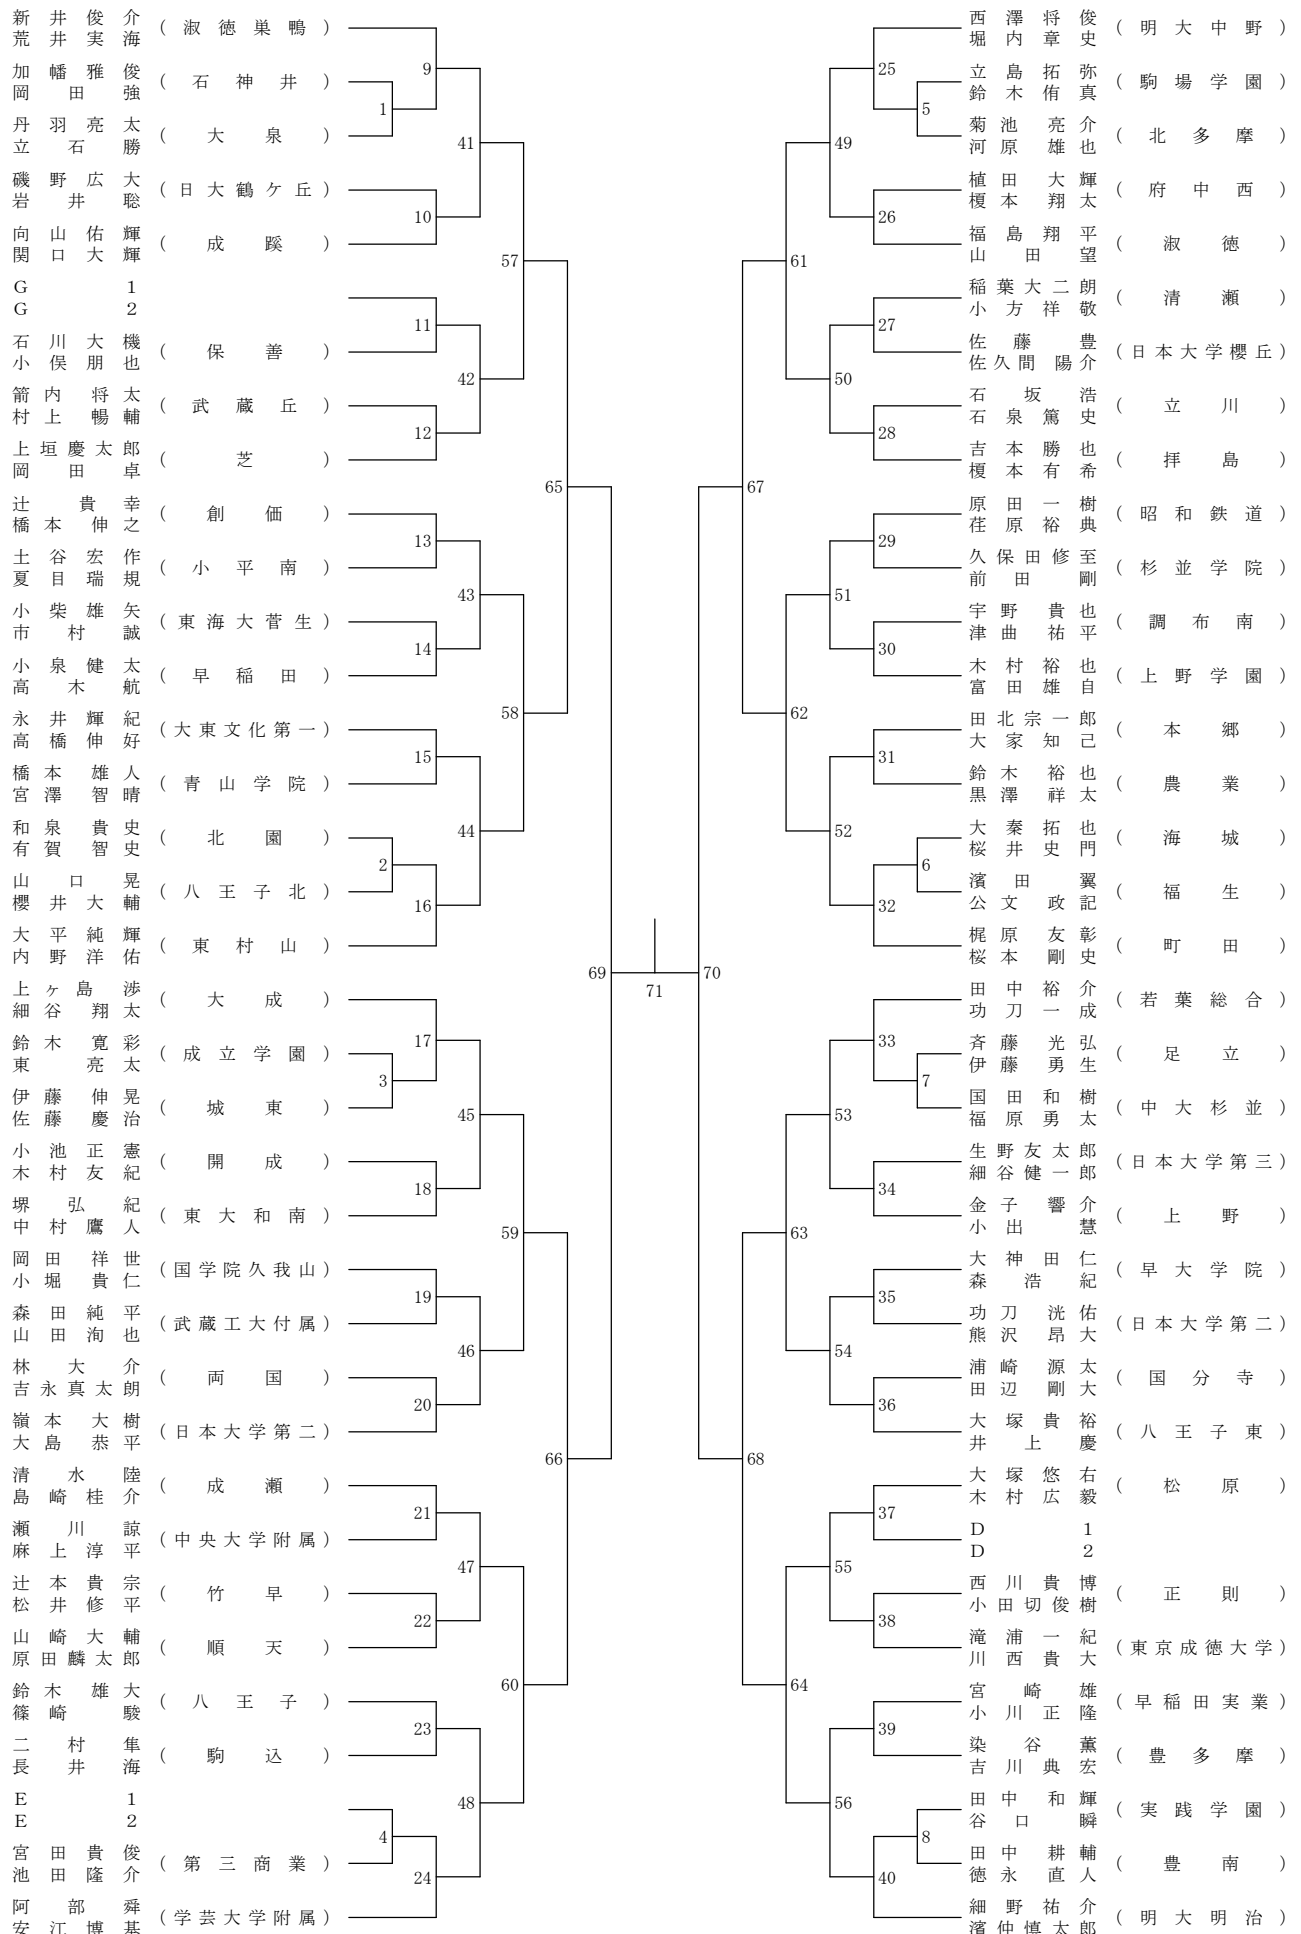 新井俊介
荒井実海
(淑徳巣鴨)
加幡雅俊
岡田強
(石神井)
丹羽亮太
立石勝
(大泉)
磯野広大
岩井聡
(日大鶴ケ丘)
向山佑輝
関口大輝
(成蹊)
G 1
G 2
石川大機
小俣朋也
(保善)
箭内将太
村上暢輔
(武蔵丘)
上垣慶太郎
岡田卓
(芝)
辻貴幸
橋本伸之
(創価)
土谷宏作
夏目瑞規
(小平南)
小柴雄矢
市村誠
(東海大菅生)
小泉健太
高木航
(早稲田)
永井輝紀
高橋伸好
(大東文化第一)
橋本雄人
宮澤智晴
(青山学院)
和泉貴史
有賀智史
(北園)
山口晃
櫻井大輔
(八王子北)
大平純輝
内野洋佑
(東村山)
上ヶ島渉
細谷翔太
(大成)
鈴木寛彩
東亮太
(成立学園)
伊藤伸晃
佐藤慶治
(城東)
小池正憲
木村友紀
(開成)
堺弘紀
中村鷹人
(東大和南)
岡田祥世
小堀貴仁
(国学院久我山)
森田純平
山田洵也
(武蔵工大付属)
林大介
吉永真太朗
(両国)
嶺本大樹
大島恭平
(日本大学第二)
清水陸
島崎桂介
(成瀬)
瀬川諒
麻上淳平
(中央大学附属)
辻本貴宗
松井修平
(竹早)
山崎大輔
原田麟太郎
(順天)
鈴木雄大
篠崎駿
(八王子)
二村隼
長井海
(駒込)
E 1
E 2
宮田貴俊
池田隆介
(第三商業)
阿部舜
安江博基
(学芸大学附属)
1
2
3
4
9
10
11
12
13
14
15
16
17
18
19
20
21
22
23
24
41
42
43
44
45
46
47
48
57
58
59
60
65
66
69
71
70
67
68
61
62
63
64
49
50
51
52
53
54
55
56
25
26
27
28
29
30
31
32
33
34
35
36
37
38
39
40
5
6
7
8
西澤将俊
堀内章史
(明大中野)
立島拓弥
鈴木侑真
(駒場学園)
菊池亮介
河原雄也
(北多摩)
植田大輝
榎本翔太
(府中西)
福島翔平
山田望
(淑徳)
稲葉大二朗
小方祥敬
(清瀬)
佐藤豊
佐久間陽介
(日本大学櫻丘)
石坂浩
石泉篤史
(立川)
吉本勝也
榎本有希
(拝島)
原田一樹
荏原裕典
(昭和鉄道)
久保田修至
前田剛
(杉並学院)
宇野貴也
津曲祐平
(調布南)
木村裕也
富田雄自
(上野学園)
田北宗一郎
大家知己
(本郷)
鈴木裕也
黒澤祥太
(農業)
大秦拓也
桜井史門
(海城)
濱田翼
公文政記
(福生)
梶原友彰
桜本剛史
(町田)
田中裕介
功刀一成
(若葉総合)
斉藤光弘
伊藤勇生
(足立)
国田和樹
福原勇太
(中大杉並)
生野友太郎
細谷健一郎
(日本大学第三)
金子響介
小出慧
(上野)
大神田仁
森浩紀
(早大学院)
功刀洸佑
熊沢昂大
(日本大学第二)
浦崎源太
田辺剛大
(国分寺)
大塚貴裕
井上慶
(八王子東)
大塚悠右
木村広毅
(松原)
D 1
D 2
西川貴博
小田切俊樹
(正則)
滝浦一紀
川西貴大
(東京成徳大学)
宮崎雄
小川正隆
(早稲田実業)
染谷薫
吉川典宏
(豊多摩)
田中和輝
谷口瞬
(実践学園)
田中耕輔
徳永直人
(豊南)
細野祐介
濱仲慎太郎
(明大明治)